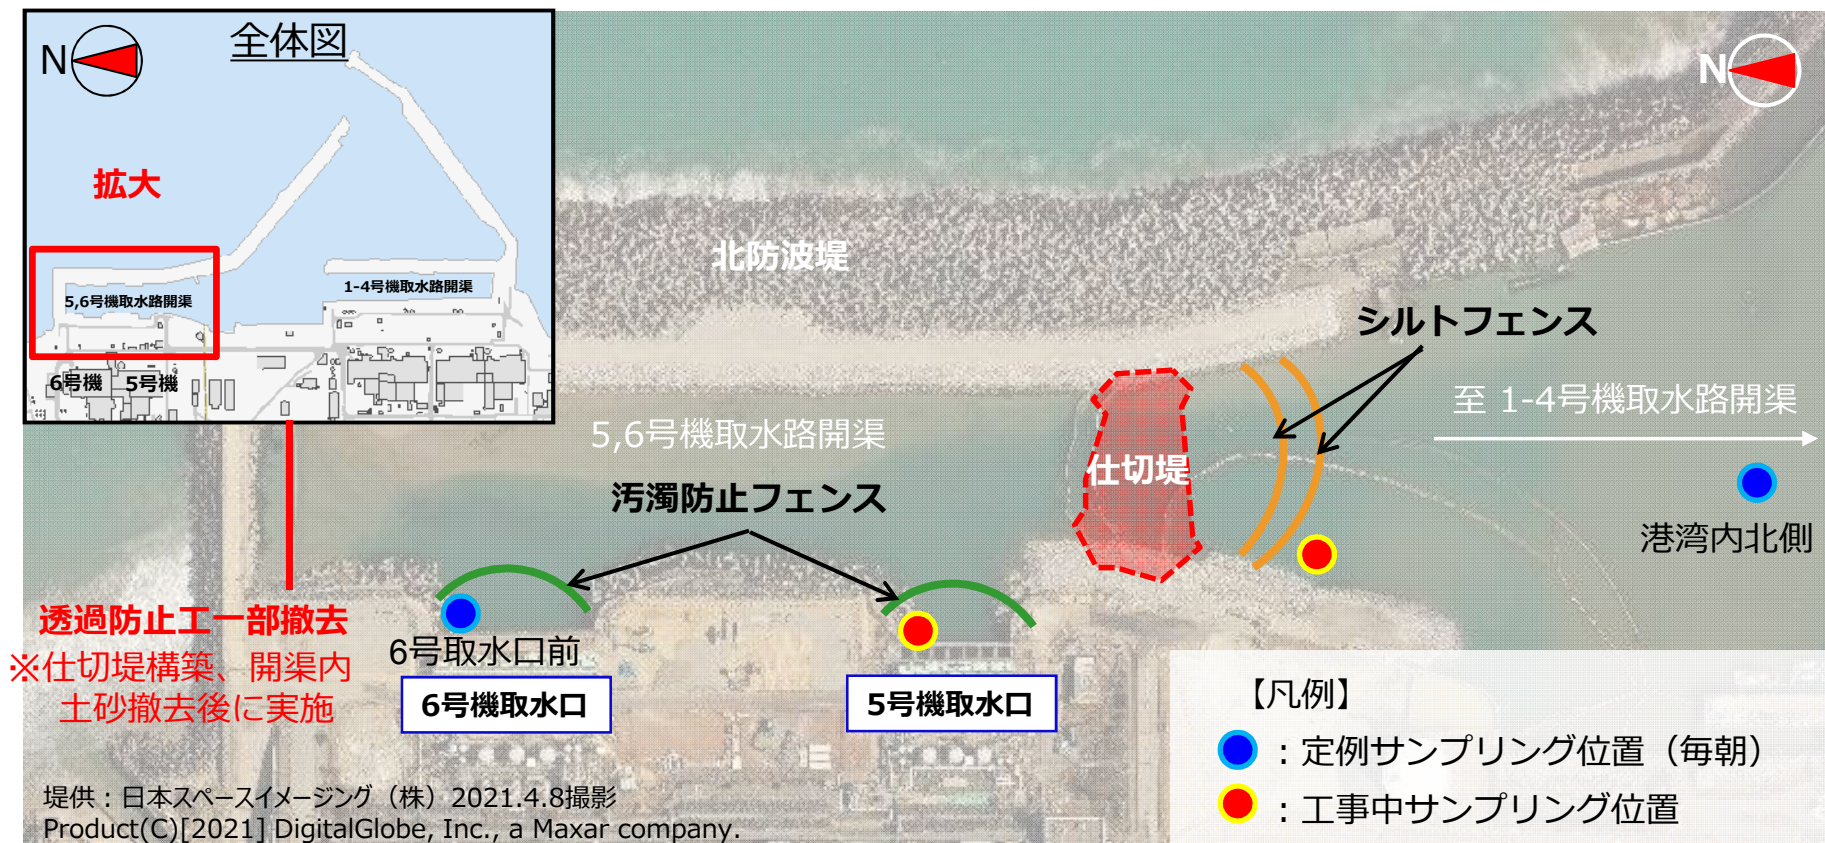 N
全体図
拡大
5,6号機取水路開渠
1-4号機取水路開渠
6号機
5号機
N
北防波堤
シルトフェンス
至 1-4号機取水路開渠
5,6号機取水路開渠
仕切堤
汚濁防止フェンス
港湾内北側
透過防止工一部撤去
※仕切堤構築、開渠内
土砂撤去後に実施
6号取水口前
6号機取水口
5号機取水口
【凡例】
：定例サンプリング位置（毎朝）
：工事中サンプリング位置
提供：日本スペースイメージング（株）2021.4.8撮影
Product(C)[2021] DigitalGlobe, Inc., a Maxar company.